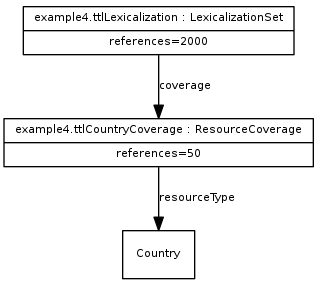 example4.ttlLexicalization : LexicalizationSet
references=2000
coverage
example4.ttlCountryCoverage : ResourceCoverage
references=50
resourceType
Country